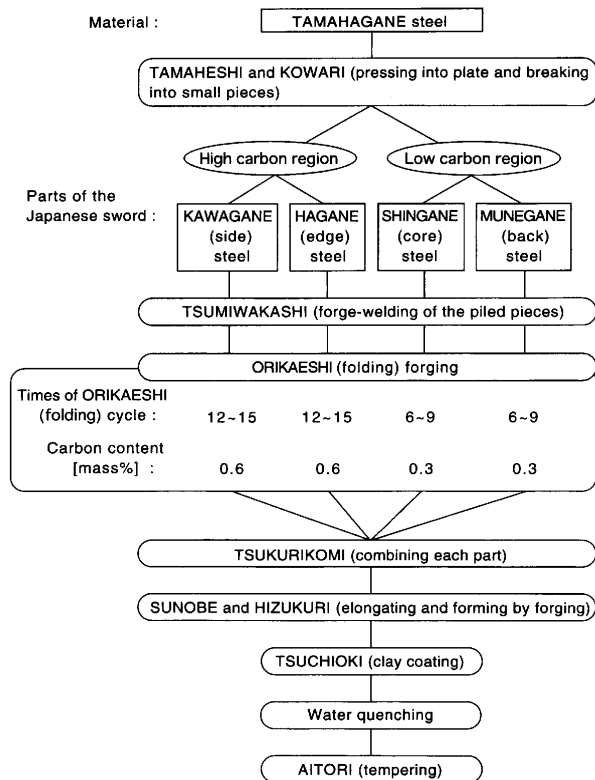 Material : TAMAHAGANE steel
TAMAHESHI and KOWARI (pressing into plate and breaking
into small pieces)
High carbon region Low carbon region
Parts of the
Japanese sword :
KAWAGANE HAGANE SHINGANE MUNEGANE
(side) (edge) (core) (back)
steel steel steel steel
TSUMIWAKASHI (forge-welding of the piled pieces)
ORIKAESHI (folding) forging
Times of ORIKAESHI
(folding) cycle : 12~15 12~15 6~9 6~9
Carbon content
[mass%] : 0.6 0.6 0.3 0.3
TSUKURIKOMI (combining each part)
SUNOBE and HIZUKURI (elongating and forming by forging)
TSUCHIOKI (clay coating)
Water quenching
AITORI (tempering)